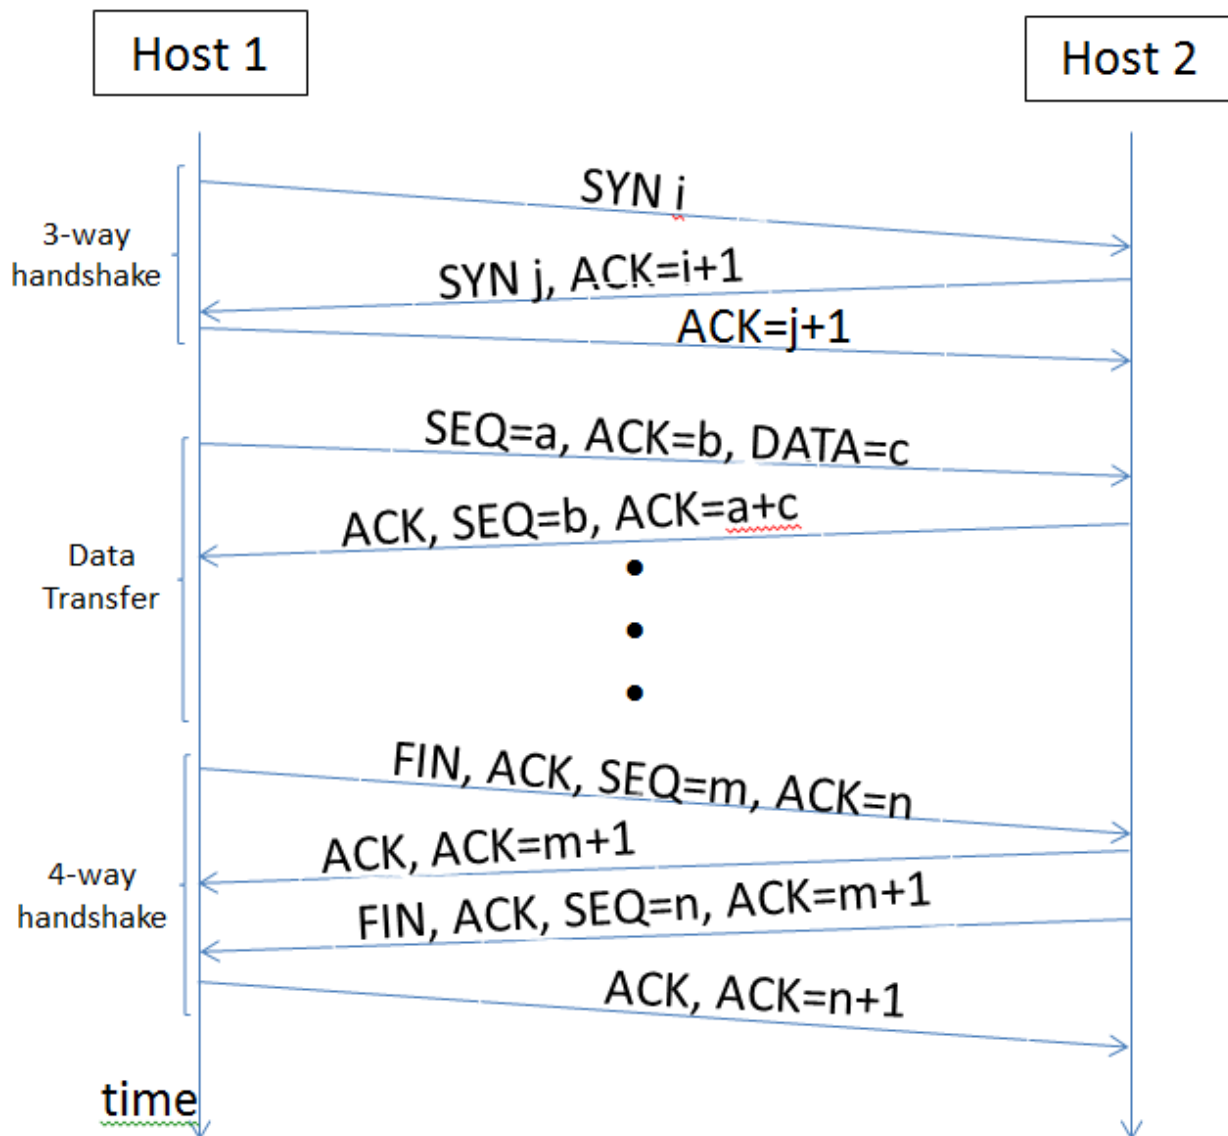 Host 1
Host 2
3-way
handshake
SYN i
SYN j, ACK=i+1
ACK=j+1
Data
Transfer
SEQ=a, ACK=b, DATA=c
ACK, SEQ=b, ACK=a+c
4-way
handshake
FIN, ACK, SEQ=m, ACK=n
ACK, ACK=m+1
FIN, ACK, SEQ=n, ACK=m+1
ACK, ACK=n+1
time